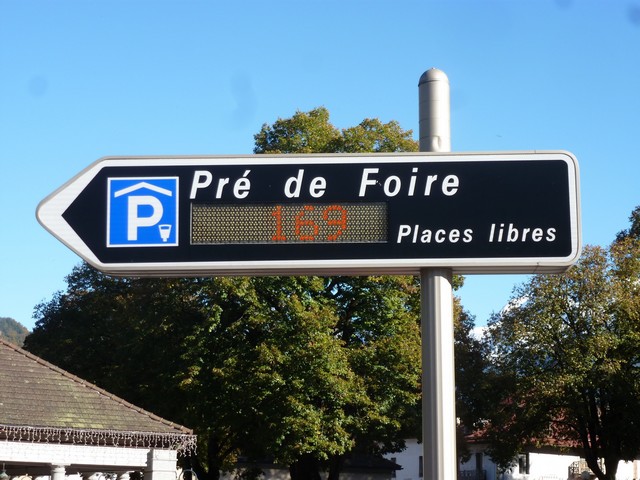 Pré de Foire
P
169
Places libres